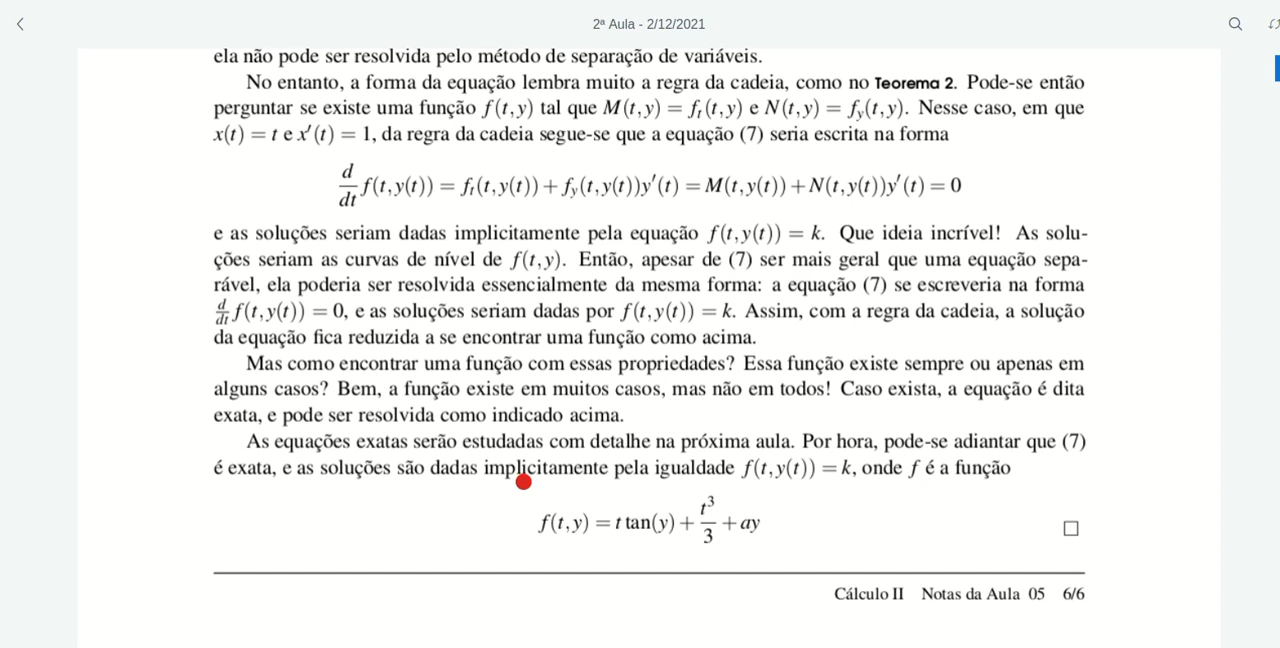 2ª Aula - 2/12/2021
ela não pode ser resolvida pelo método de separação de variáveis.
No entanto, a forma da equação lembra muito a regra da cadeia, como no Teorema 2. Pode-se então
perguntar se existe uma função f(t,y) tal que M(t,y) = fₜ(t,y) e N(t,y) = f_y(t,y). Nesse caso, em que
x(t) = t e x′(t) = 1, da regra da cadeia segue-se que a equação (7) seria escrita na forma
d/dt f(t,y(t)) = fₜ(t,y(t)) + f_y(t,y(t))y′(t) = M(t,y(t)) + N(t,y(t))y′(t) = 0
e as soluções seriam dadas implicitamente pela equação f(t,y(t)) = k. Que ideia incrível! As solu-
ções seriam as curvas de nível de f(t,y). Então, apesar de (7) ser mais geral que uma equação sepa-
rável, ela poderia ser resolvida essencialmente da mesma forma: a equação (7) se escreveria na forma
d/dt f(t,y(t)) = 0, e as soluções seriam dadas por f(t,y(t)) = k. Assim, com a regra da cadeia, a solução
da equação fica reduzida a se encontrar uma função como acima.
Mas como encontrar uma função com essas propriedades? Essa função existe sempre ou apenas em
alguns casos? Bem, a função existe em muitos casos, mas não em todos! Caso exista, a equação é dita
exata, e pode ser resolvida como indicado acima.
As equações exatas serão estudadas com detalhe na próxima aula. Por hora, pode-se adiantar que (7)
é exata, e as soluções são dadas implicitamente pela igualdade f(t,y(t)) = k, onde f é a função
f(t,y) = t tan(y) + t³/3 + ay □
Cálculo II Notas da Aula 05 6/6